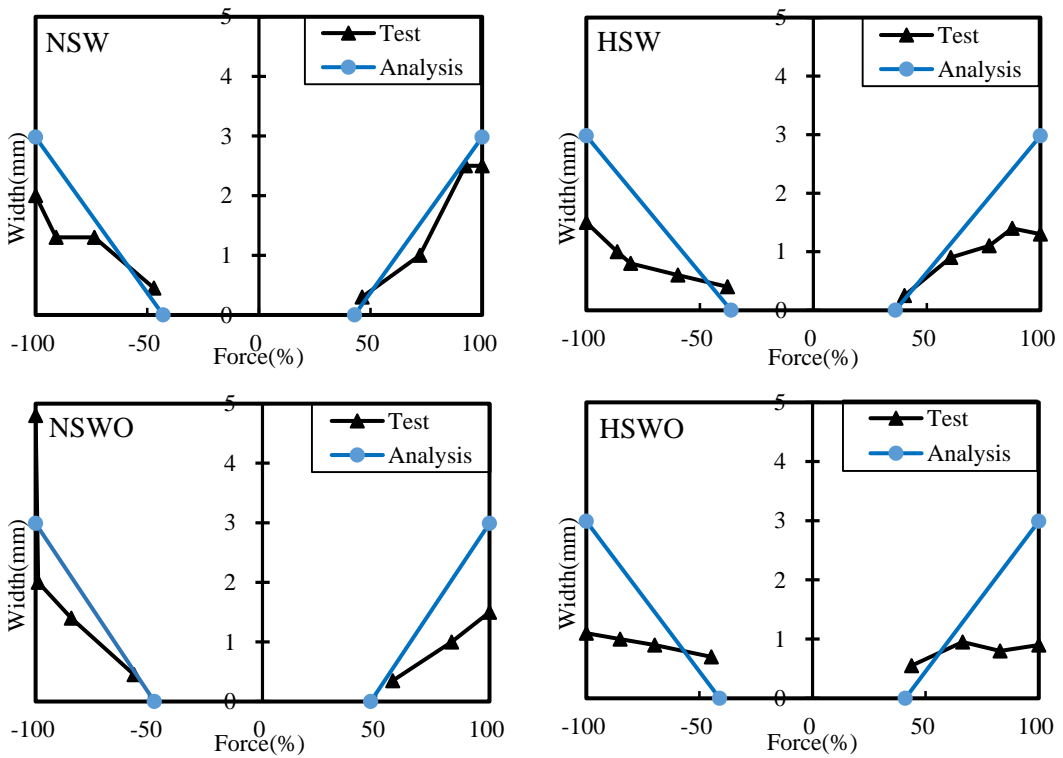 NSW
Test
Analysis
5
4
3
2
1
0
Width(mm)
-100 -50 0 50 100
Force(%)
HSW
Test
Analysis
5
4
3
2
1
0
Width(mm)
-100 -50 0 50 100
Force(%)
NSWO
Test
Analysis
5
4
3
2
1
0
Width(mm)
-100 -50 0 50 100
Force(%)
HSWO
Test
Analysis
5
4
3
2
1
0
Width(mm)
-100 -50 0 50 100
Force(%)